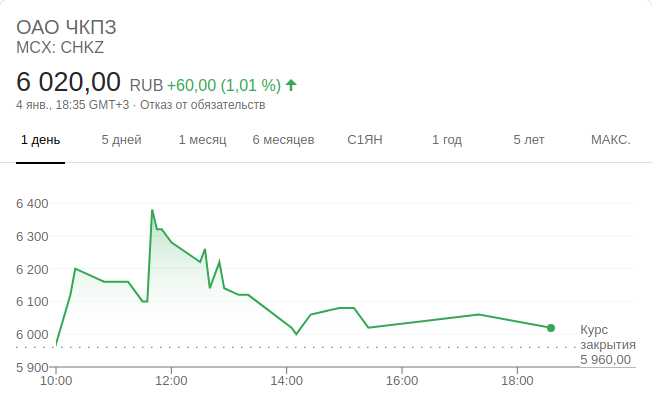 ОАО ЧКПЗ
MCX: CHKZ
6 020,00 RUB +60,00 (1,01 %)
4 янв., 18:35 GMT+3 · Отказ от обязательств
1 день 5 дней 1 месяц 6 месяцев С1ЯН 1 год 5 лет МАКС.
6 400
6 300
6 200
6 100
6 000
5 900
Курс
закрытия
5 960,00
10:00 12:00 14:00 16:00 18:00